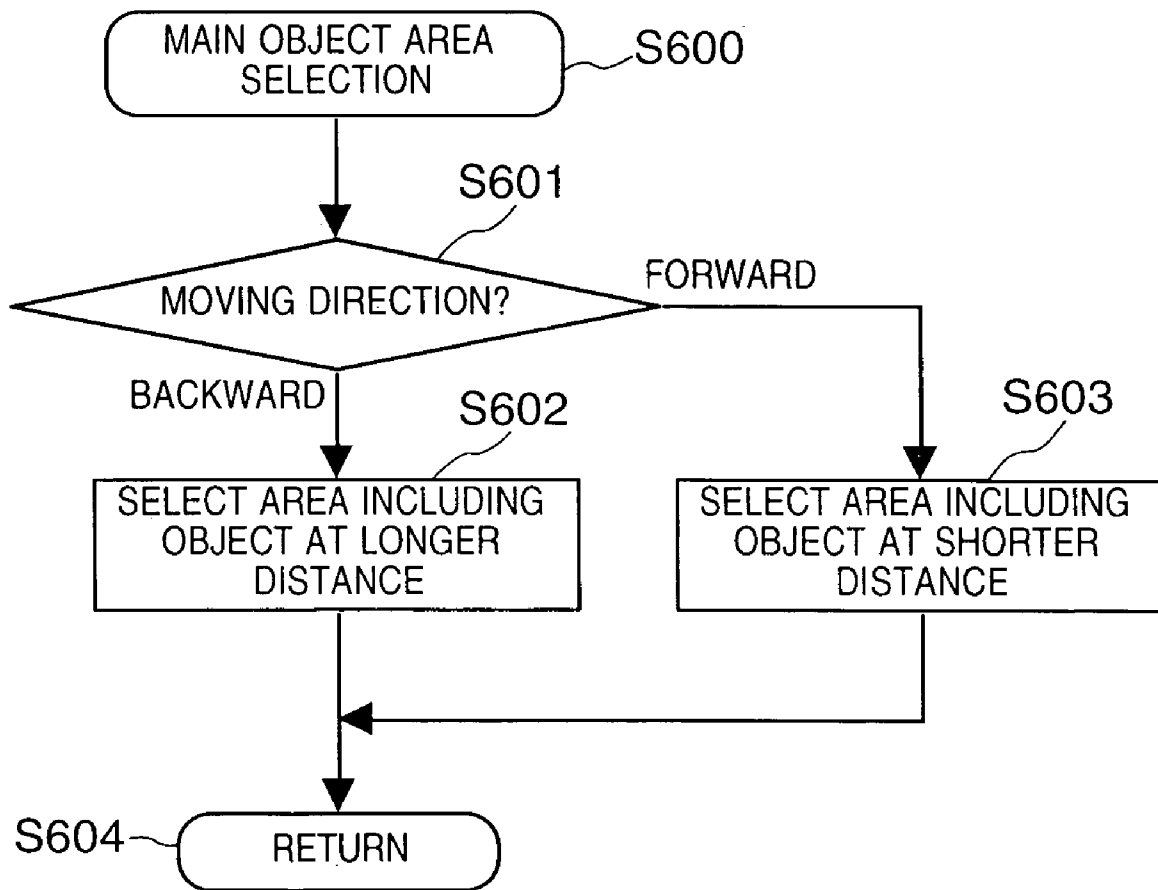 MAIN OBJECT AREA
SELECTION
S600
S601
MOVING DIRECTION?
FORWARD
BACKWARD
S602
SELECT AREA INCLUDING
OBJECT AT LONGER
DISTANCE
S603
SELECT AREA INCLUDING
OBJECT AT SHORTER
DISTANCE
S604
RETURN